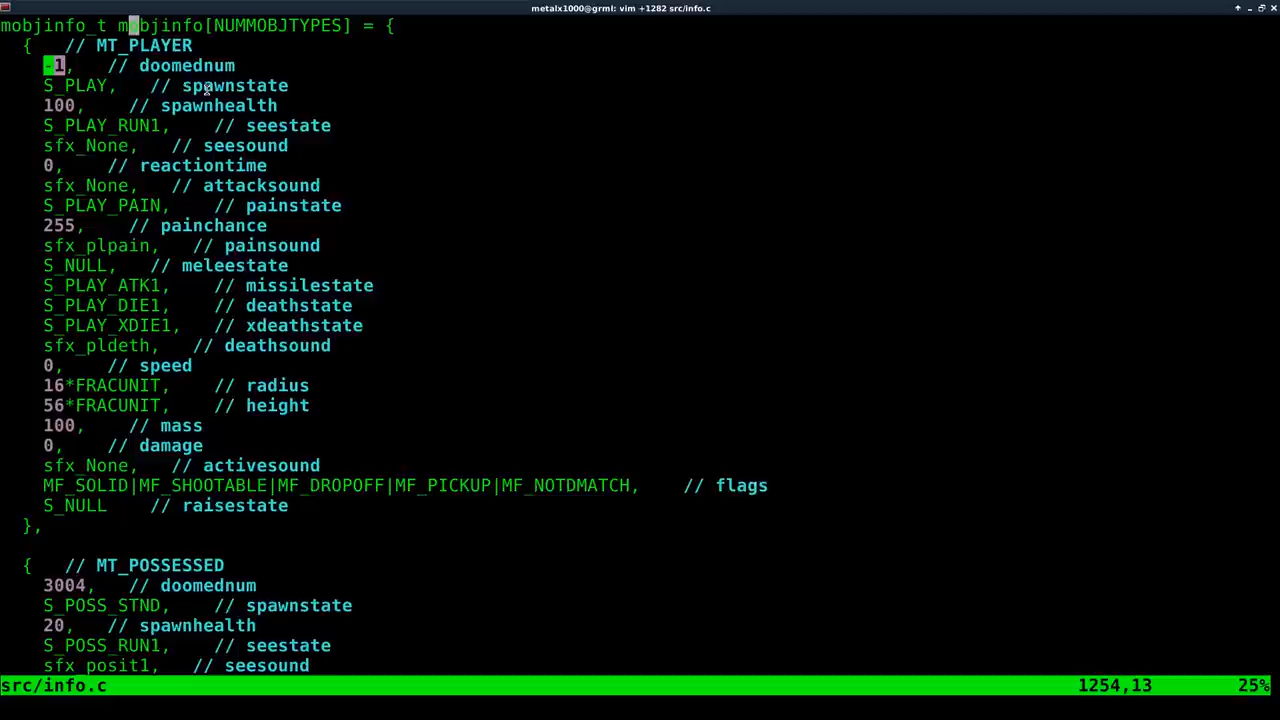 metalx1000@grml: vim +1282 src/info.c
mobjinfo_t mobjinfo[NUMMOBJTYPES] = {
{   // MT_PLAYER
-1,   // doomednum
S_PLAY,   // spawnstate
100,    // spawnhealth
S_PLAY_RUN1,    // seestate
sfx_None,   // seesound
0,    // reactiontime
sfx_None,   // attacksound
S_PLAY_PAIN,    // painstate
255,    // painchance
sfx_plpain,   // painsound
S_NULL,   // meleestate
S_PLAY_ATK1,    // missilestate
S_PLAY_DIE1,    // deathstate
S_PLAY_XDIE1,   // xdeathstate
sfx_pldeth,   // deathsound
0,    // speed
16*FRACUNIT,    // radius
56*FRACUNIT,    // height
100,    // mass
0,    // damage
sfx_None,   // activesound
MF_SOLID|MF_SHOOTABLE|MF_DROPOFF|MF_PICKUP|MF_NOTDMATCH,    // flags
S_NULL    // raisestate
},
{   // MT_POSSESSED
3004,   // doomednum
S_POSS_STND,    // spawnstate
20,   // spawnhealth
S_POSS_RUN1,    // seestate
sfx_posit1,   // seesound
src/info.c 1254,13 25%